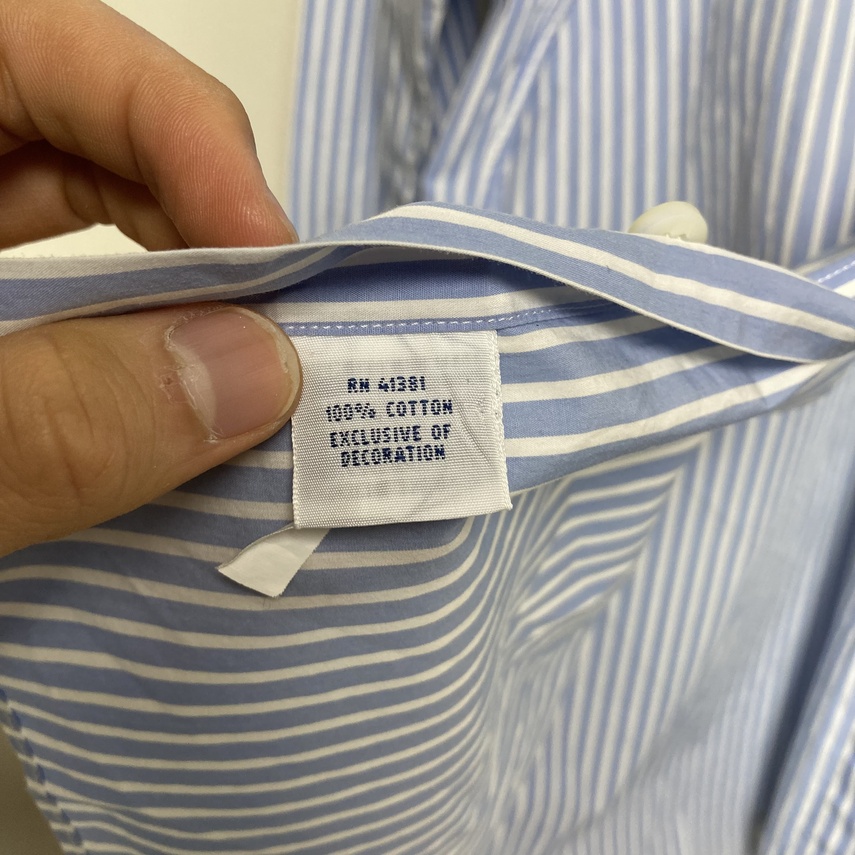 RN 41381
100% COTTON
EXCLUSIVE OF
DECORATION